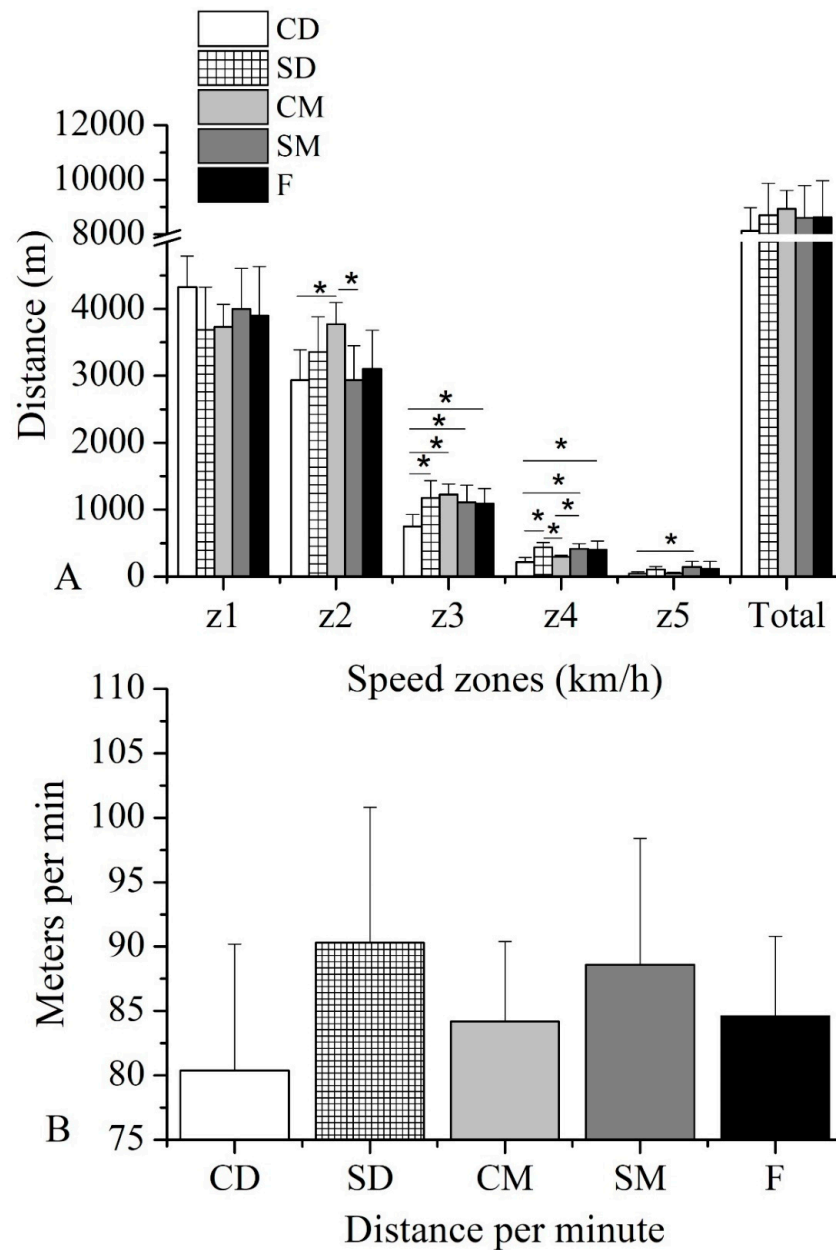 CD
SD
CM
SM
F
12000
10000
8000
4000
3000
2000
1000
0
Distance (m)
* *
*
*
*
*
*
*
* *
*
*
A
z1 z2 z3 z4 z5 Total
Speed zones (km/h)
110
105
100
95
90
85
80
75
Meters per min
B
CD SD CM SM F
Distance per minute